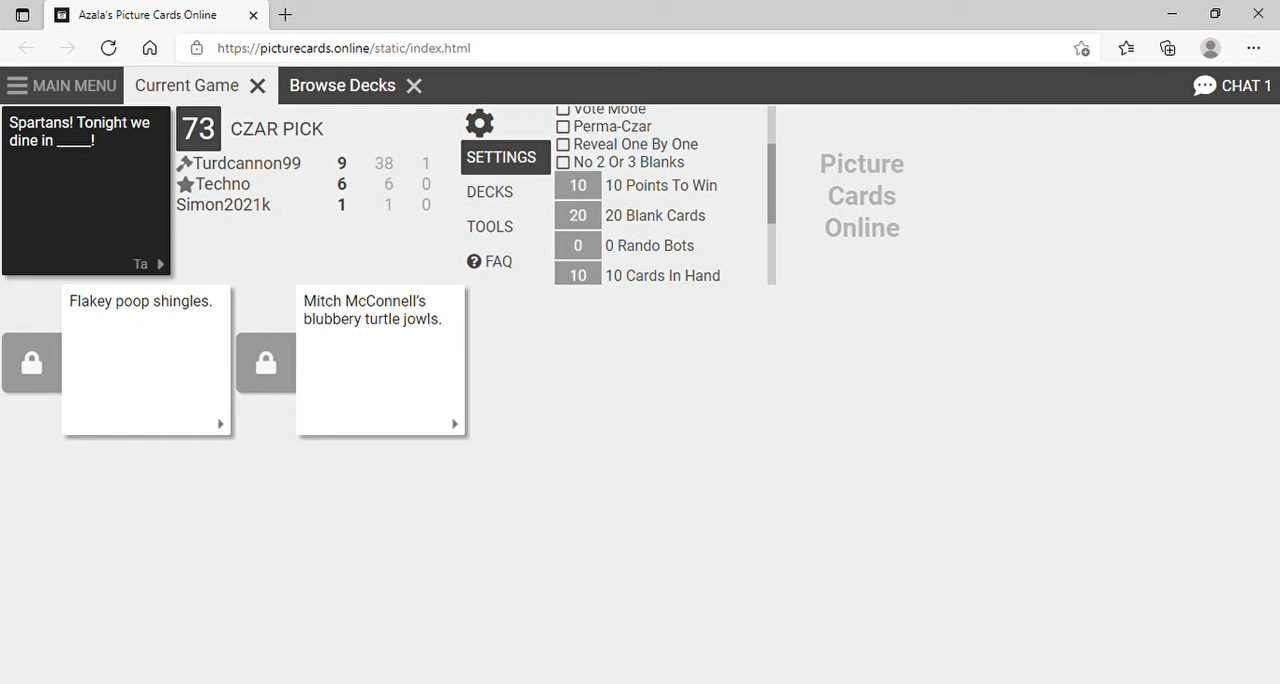 Azala's Picture Cards Online
https://picturecards.online/static/index.html
MAIN MENU
Current Game
Browse Decks
CHAT 1
Spartans! Tonight we
dine in _____!
Ta
73 CZAR PICK
Turdcannon99 9 38 1
Techno 6 6 0
Simon2021k 1 1 0
SETTINGS
DECKS
TOOLS
FAQ
Vote Mode
Perma-Czar
Reveal One By One
No 2 Or 3 Blanks
10 10 Points To Win
20 20 Blank Cards
0 0 Rando Bots
10 10 Cards In Hand
Picture
Cards
Online
Flakey poop shingles.
Mitch McConnell's
blubbery turtle jowls.